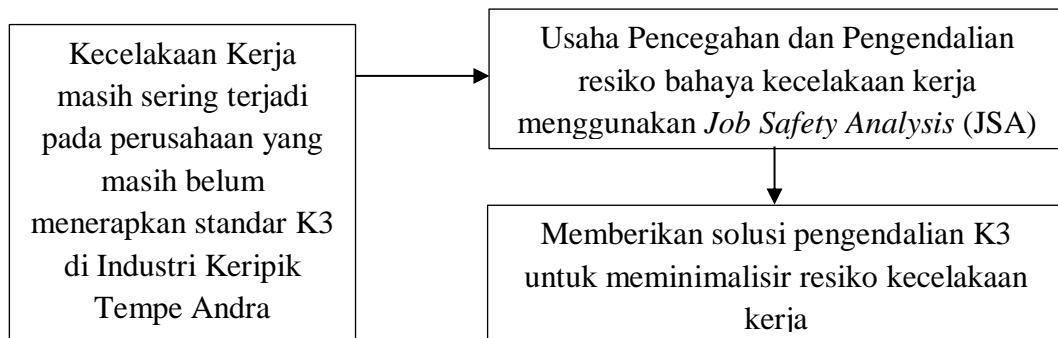 Kecelakaan Kerja
masih sering terjadi
pada perusahaan yang
masih belum
menerapkan standar K3
di Industri Keripik
Tempe Andra
Usaha Pencegahan dan Pengendalian
resiko bahaya kecelakaan kerja
menggunakan Job Safety Analysis (JSA)
Memberikan solusi pengendalian K3
untuk meminimalisir resiko kecelakaan
kerja